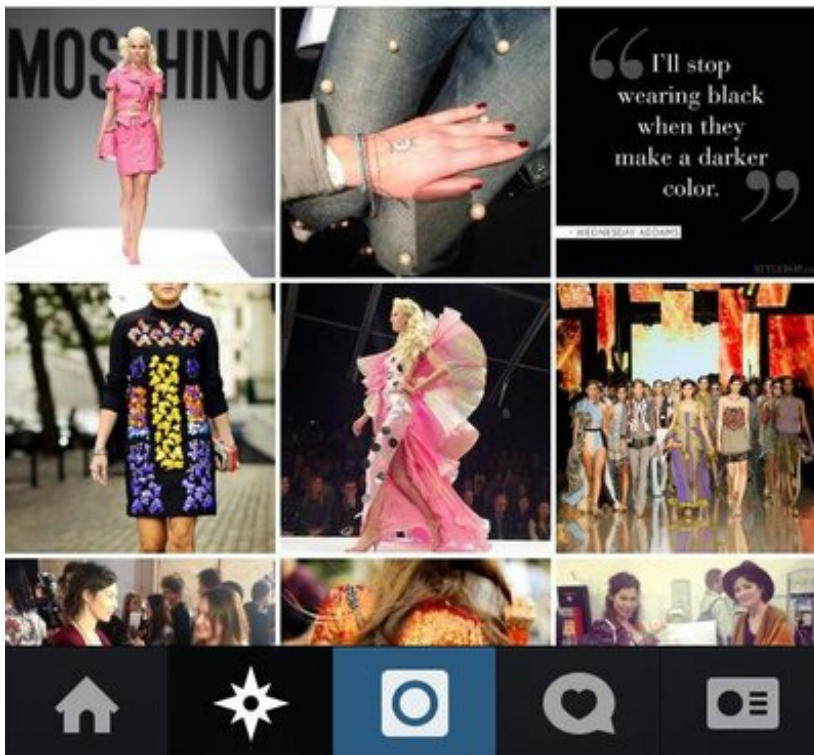 MOSCHINO
“ I’ll stop
wearing black
when they
make a darker
color. ”
- WEDNESDAY ADDAMS